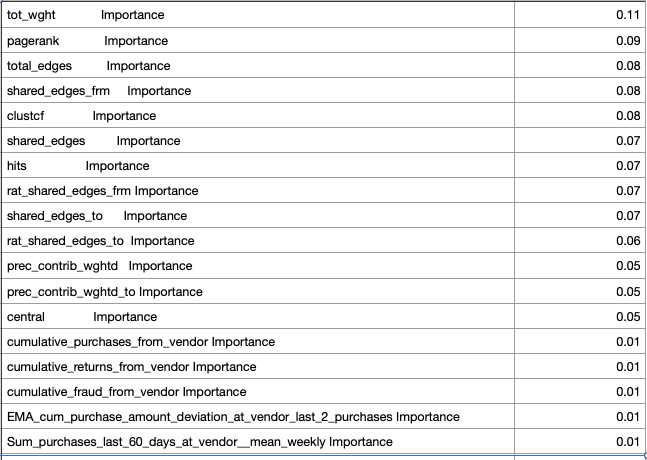 tot_wght Importance 0.11
pagerank Importance 0.09
total_edges Importance 0.08
shared_edges_frm Importance 0.08
clustcf Importance 0.08
shared_edges Importance 0.07
hits Importance 0.07
rat_shared_edges_frm Importance 0.07
shared_edges_to Importance 0.07
rat_shared_edges_to Importance 0.06
prec_contrib_wghtd Importance 0.05
prec_contrib_wghtd_to Importance 0.05
central Importance 0.05
cumulative_purchases_from_vendor Importance 0.01
cumulative_returns_from_vendor Importance 0.01
cumulative_fraud_from_vendor Importance 0.01
EMA_cum_purchase_amount_deviation_at_vendor_last_2_purchases Importance 0.01
Sum_purchases_last_60_days_at_vendor__mean_weekly Importance 0.01